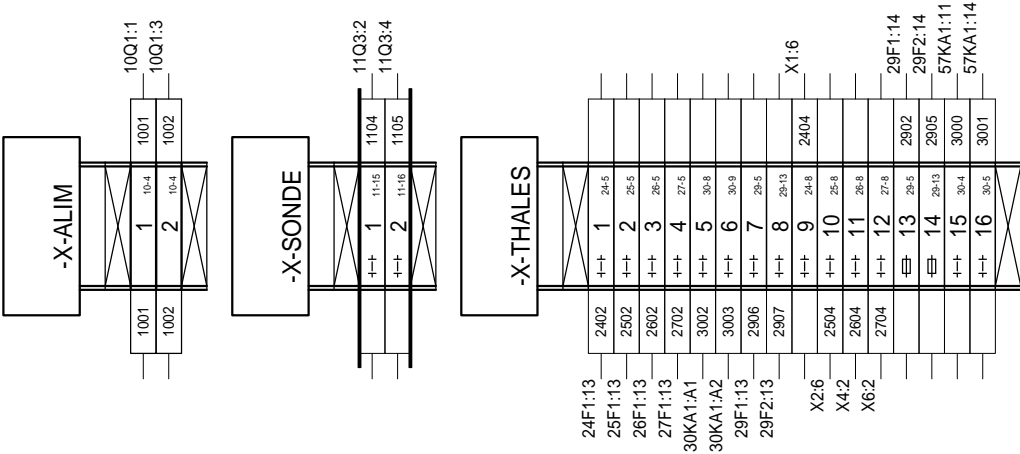 -X-ALIM
1001 1 10-4 1001 10Q1:1
1002 2 10-4 1002 10Q1:3
-X-SONDE
1 11-15 1104 11Q3:2
2 11-16 1105 11Q3:4
-X-THALES
24F1:13 2402 1 24-5
25F1:13 2502 2 25-5
26F1:13 2602 3 26-5
27F1:13 2702 4 27-5
30KA1:A1 3002 5 30-8
30KA1:A2 3003 6 30-9
29F1:13 2906 7 29-5
29F2:13 2907 8 29-13
9 24-8 2404 X1:6
X2:6 2504 10 25-8
X4:2 2604 11 26-8
X6:2 2704 12 27-8
13 29-5 2902 29F1:14
14 29-13 2905 29F2:14
15 30-4 3000 57KA1:11
16 30-5 3001 57KA1:14